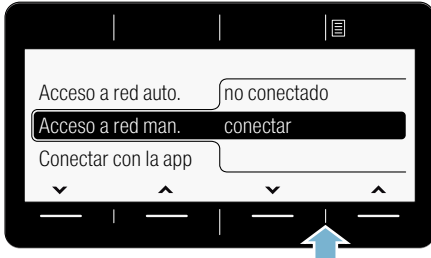 Acceso a red auto. no conectado
Acceso a red man. conectar
Conectar con la app